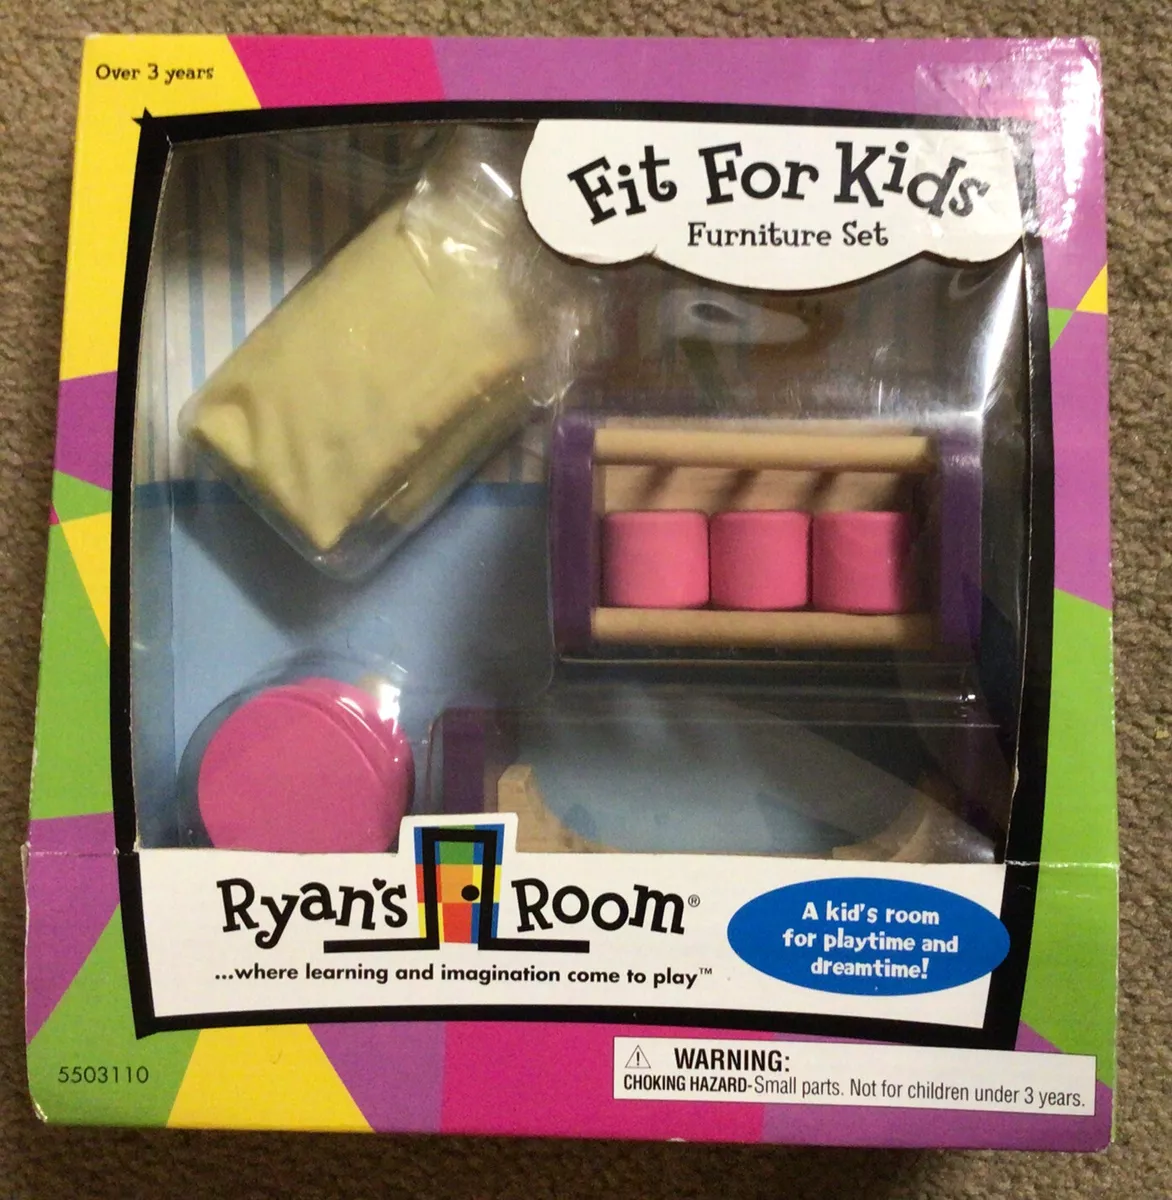 Over 3 years
Fit For Kids
Furniture Set
Ryan's Room®
...where learning and imagination come to play™
A kid's room
for playtime and
dreamtime!
5503110
WARNING:
CHOKING HAZARD-Small parts. Not for children under 3 years.